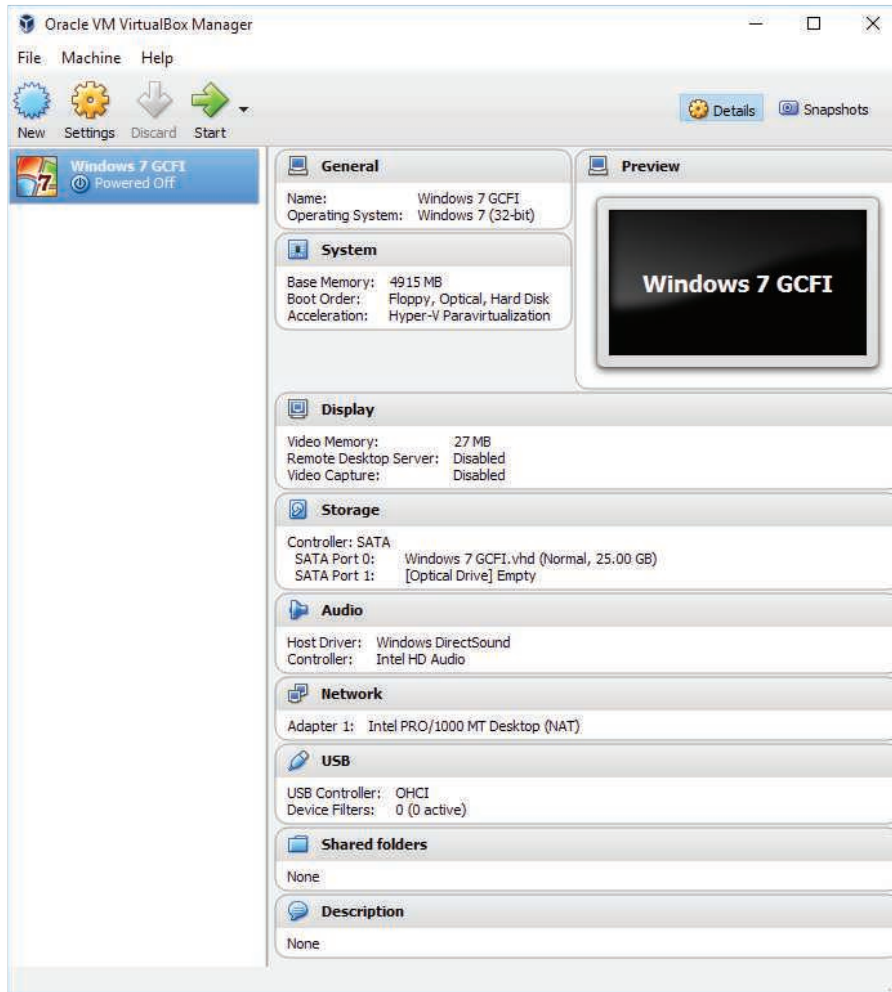 Oracle VM VirtualBox Manager
File Machine Help
New Settings Discard Start
Details Snapshots
Windows 7 GCFI
Powered Off
General
Name: Windows 7 GCFI
Operating System: Windows 7 (32-bit)
System
Base Memory: 4915 MB
Boot Order: Floppy, Optical, Hard Disk
Acceleration: Hyper-V Paravirtualization
Preview
Windows 7 GCFI
Display
Video Memory: 27 MB
Remote Desktop Server: Disabled
Video Capture: Disabled
Storage
Controller: SATA
SATA Port 0: Windows 7 GCFI.vhd (Normal, 25.00 GB)
SATA Port 1: [Optical Drive] Empty
Audio
Host Driver: Windows DirectSound
Controller: Intel HD Audio
Network
Adapter 1: Intel PRO/1000 MT Desktop (NAT)
USB
USB Controller: OHCI
Device Filters: 0 (0 active)
Shared folders
None
Description
None